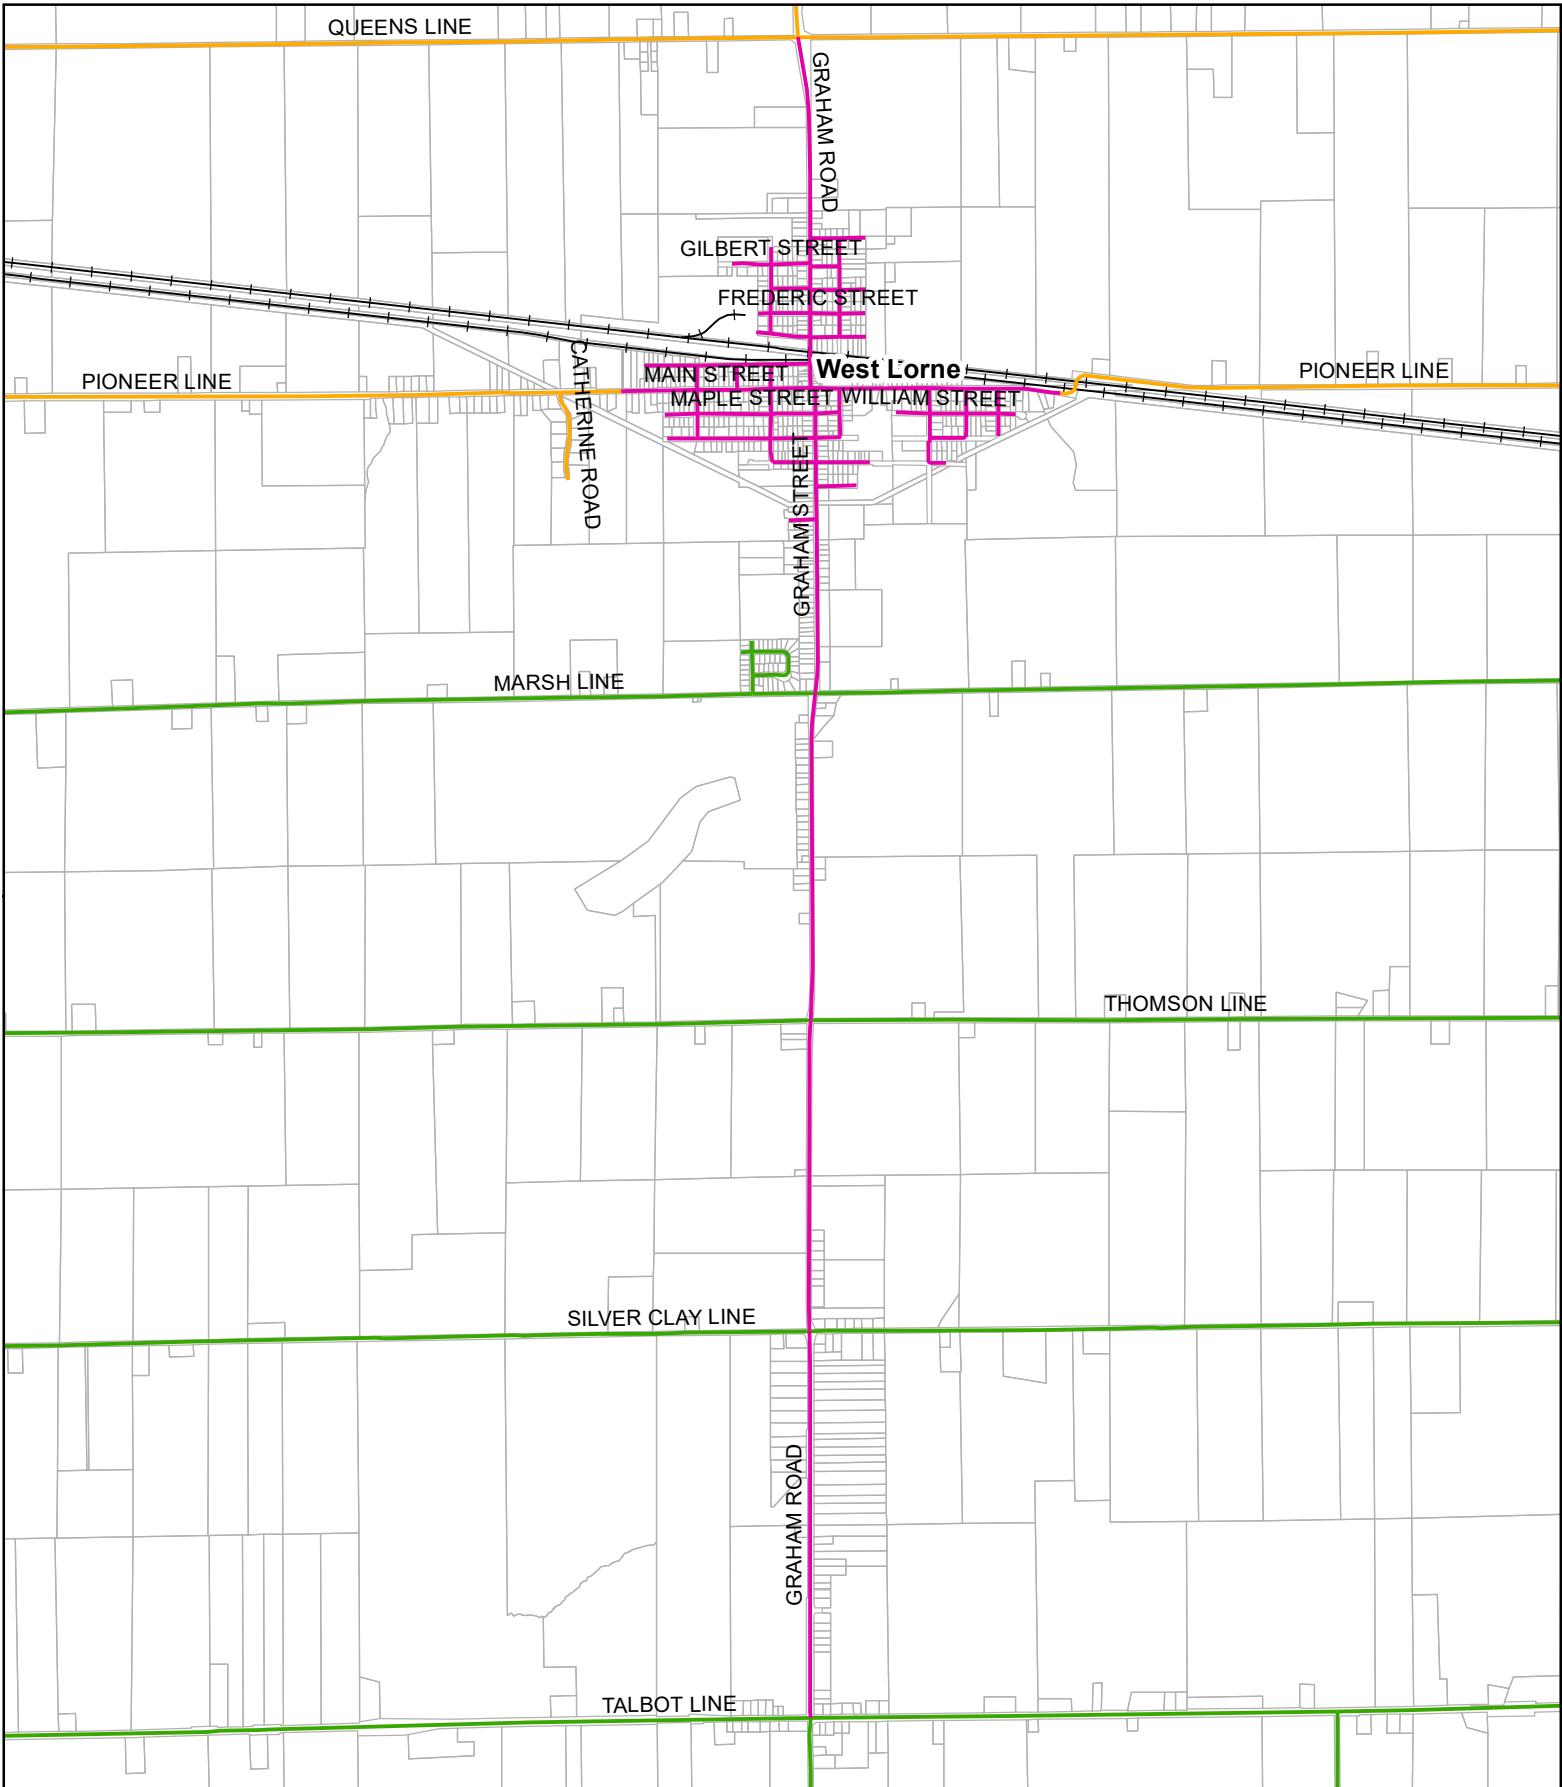 QUEENS LINE
GRAHAM ROAD
GILBERT STREET
FREDERIC STREET
CATHERINE ROAD
West Lorne
PIONEER LINE
MAIN STREET
PIONEER LINE
MAPLE STREET
WILLIAM STREET
GRAHAM STREET
MARSH LINE
THOMSON LINE
SILVER CLAY LINE
GRAHAM ROAD
TALBOT LINE